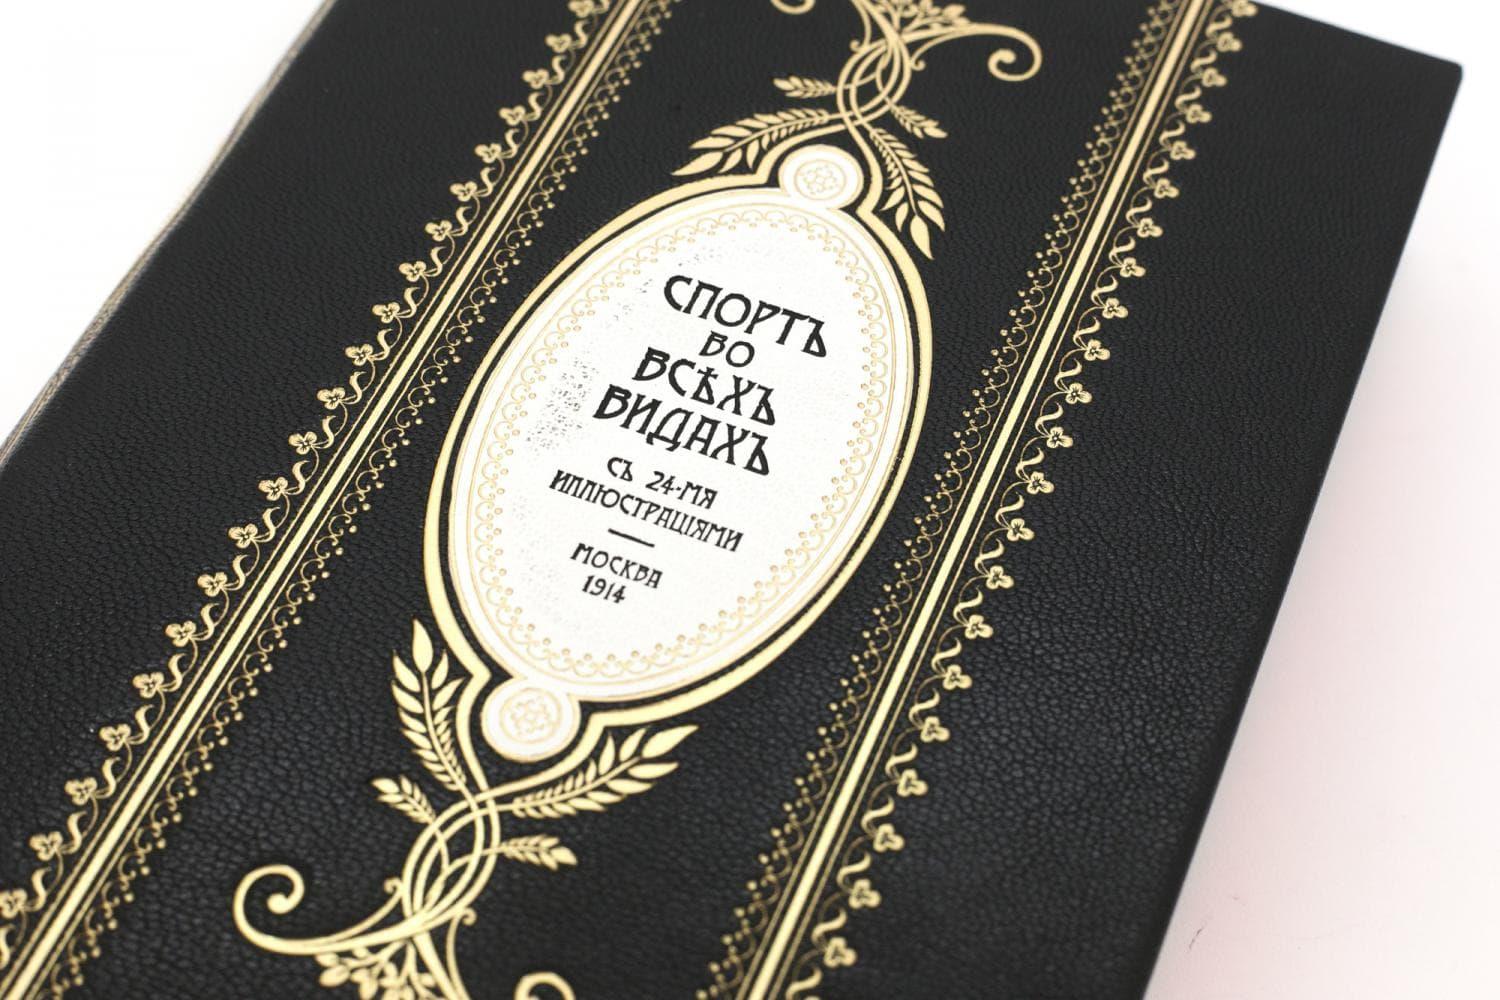 СПОРТЪ
ВО
ВСѢХЪ
ВИДАХЪ
СЪ 24-МЯ
ИЛЛЮСТРАЦІЯМИ
МОСКВА
1914